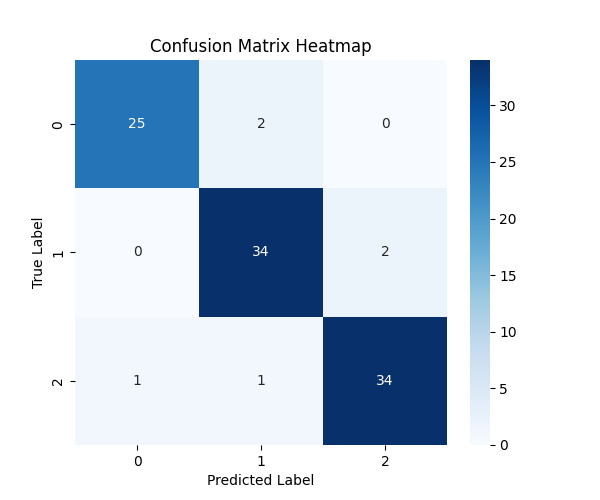 Confusion Matrix Heatmap
0 25 2 0
1 0 34 2
2 1 1 34
0 1 2
True Label
Predicted Label
30
25
20
15
10
5
0